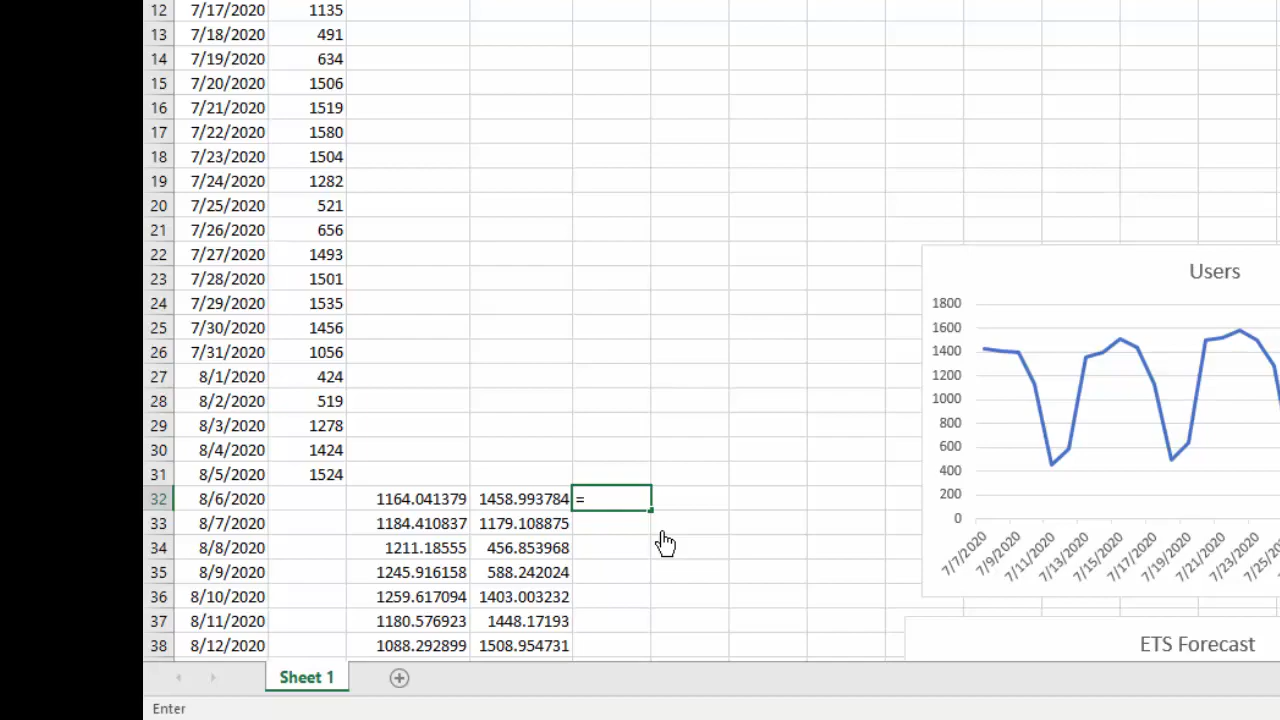 12 7/17/2020 1135
13 7/18/2020 491
14 7/19/2020 634
15 7/20/2020 1506
16 7/21/2020 1519
17 7/22/2020 1580
18 7/23/2020 1504
19 7/24/2020 1282
20 7/25/2020 521
21 7/26/2020 656
22 7/27/2020 1493
23 7/28/2020 1501
24 7/29/2020 1535
25 7/30/2020 1456
26 7/31/2020 1056
27 8/1/2020 424
28 8/2/2020 519
29 8/3/2020 1278
30 8/4/2020 1424
31 8/5/2020 1524
32 8/6/2020 1164.041379 1458.993784 =
33 8/7/2020 1184.410837 1179.108875
34 8/8/2020 1211.18555 456.853968
35 8/9/2020 1245.916158 588.242024
36 8/10/2020 1259.617094 1403.003232
37 8/11/2020 1180.576923 1448.17193
38 8/12/2020 1088.292899 1508.954731
Users
1800
1600
1400
1200
1000
800
600
400
200
0
7/7/2020 7/9/2020 7/11/2020 7/13/2020 7/15/2020 7/17/2020 7/19/2020 7/21/2020 7/23/2020
ETS Forecast
Sheet 1
Enter